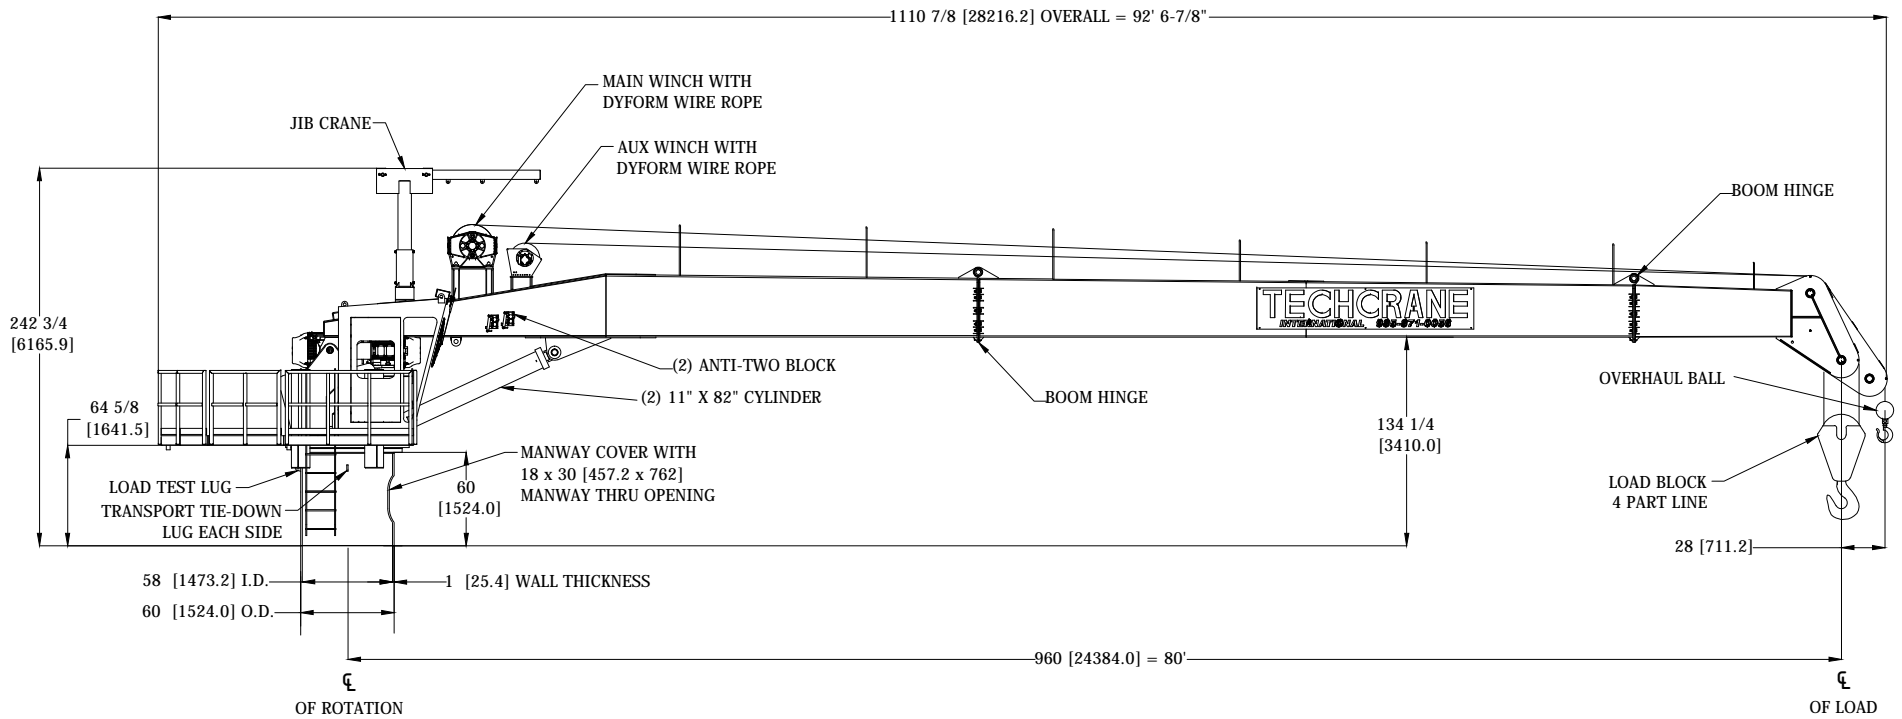 1110 7/8 [28216.2] OVERALL = 92' 6-7/8"
MAIN WINCH WITH
DYFORM WIRE ROPE
JIB CRANE
AUX WINCH WITH
DYFORM WIRE ROPE
BOOM HINGE
242 3/4
[6165.9]
TECHCRANE
INTERNATIONAL
(2) ANTI-TWO BLOCK
(2) 11" X 82" CYLINDER
BOOM HINGE
OVERHAUL BALL
64 5/8
[1641.5]
134 1/4
[3410.0]
MANWAY COVER WITH
18 x 30 [457.2 x 762]
MANWAY THRU OPENING
LOAD TEST LUG
TRANSPORT TIE-DOWN
LUG EACH SIDE
60
[1524.0]
LOAD BLOCK
4 PART LINE
28 [711.2]
58 [1473.2] I.D.
1 [25.4] WALL THICKNESS
60 [1524.0] O.D.
960 [24384.0] = 80'
℄
OF ROTATION
℄
OF LOAD